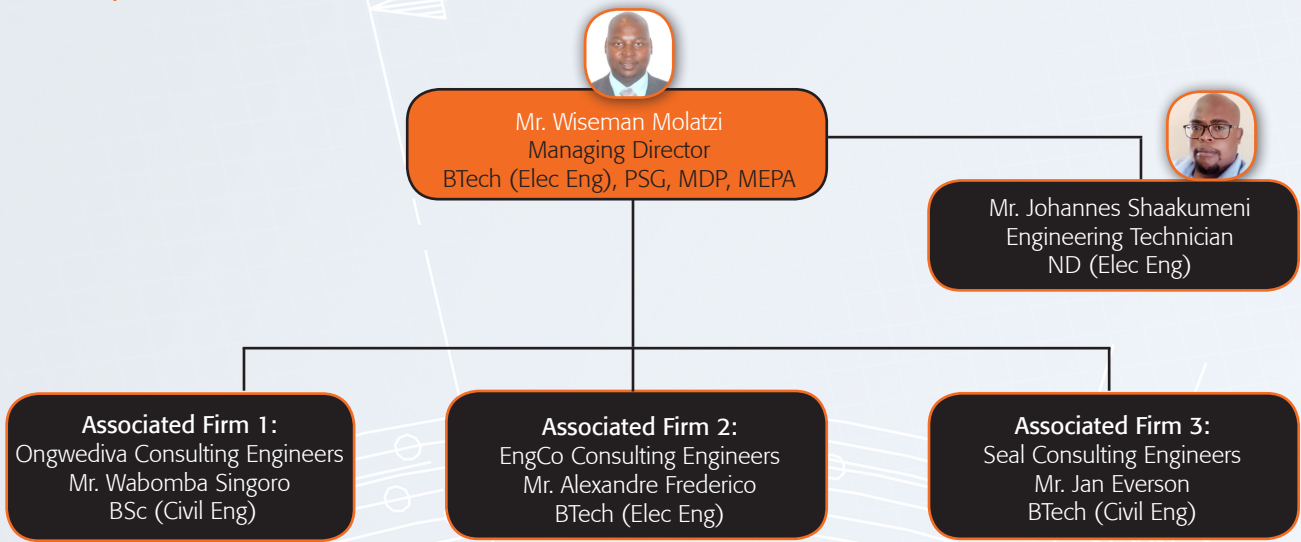 Mr. Wiseman Molatzi
Managing Director
BTech (Elec Eng), PSG, MDP, MEPA
Mr. Johannes Shaakumeni
Engineering Technician
ND (Elec Eng)
Associated Firm 1:
Ongwediva Consulting Engineers
Mr. Wabomba Singoro
BSc (Civil Eng)
Associated Firm 2:
EngCo Consulting Engineers
Mr. Alexandre Frederico
BTech (Elec Eng)
Associated Firm 3:
Seal Consulting Engineers
Mr. Jan Everson
BTech (Civil Eng)